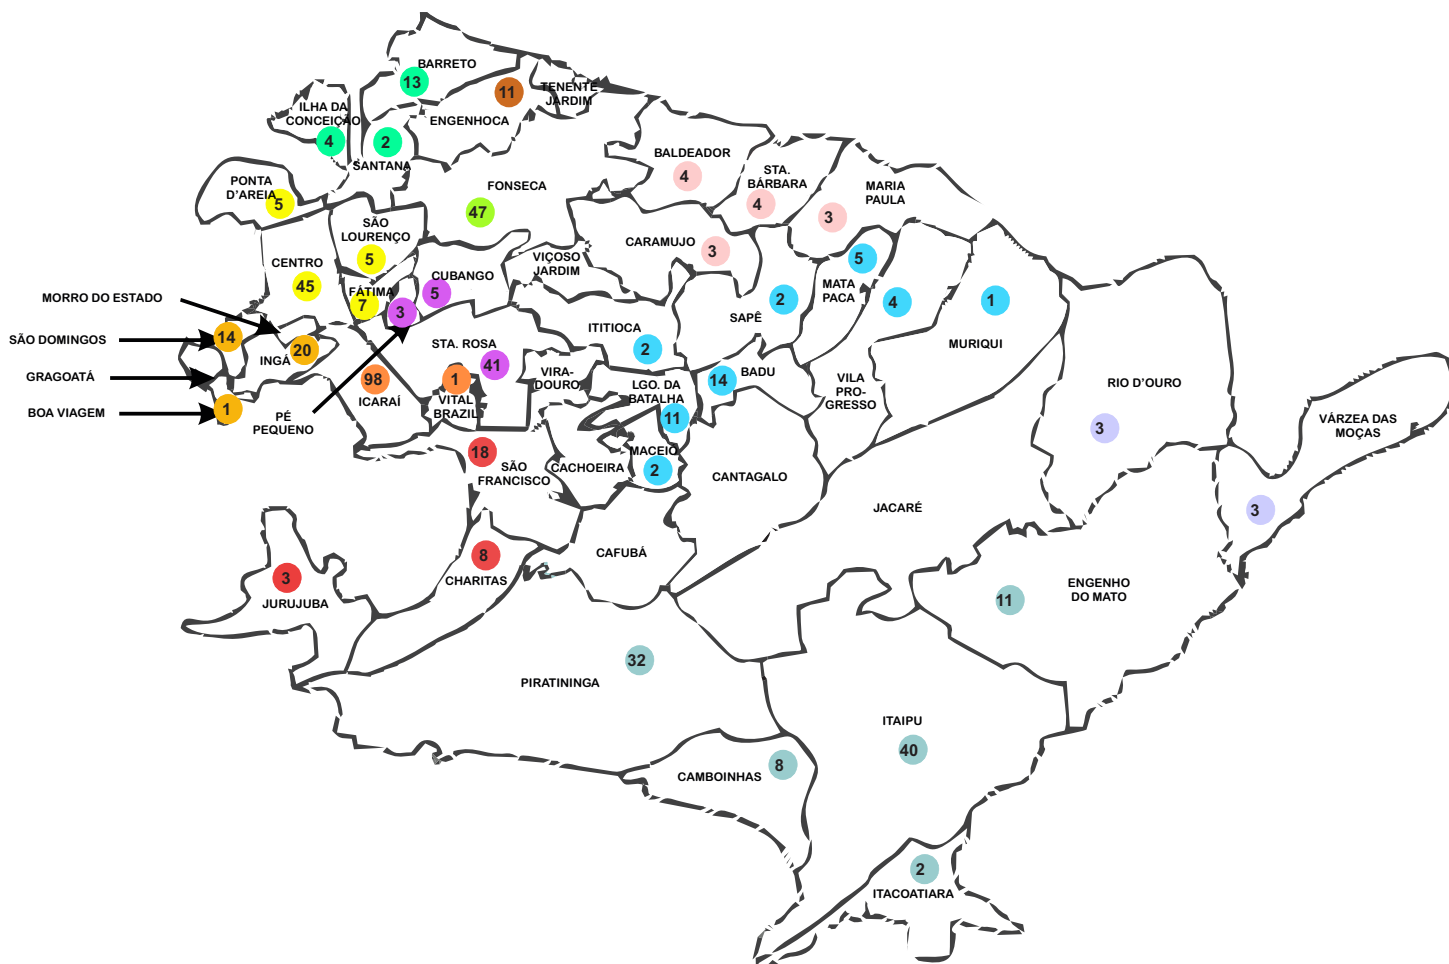 BARRETO
13
11
TENENTE
JARDIM
ILHA DA
CONCEIÇÃO
4
ENGENHOCA
2
SANTANA
BALDEADOR
4
STA.
BÁRBARA
4
MARIA
PAULA
3
PONTA
D'AREIA
5
FONSECA
47
SÃO
LOURENÇO
5
CARAMUJO
3
VIÇOSO
JARDIM
CENTRO
45
FÁTIMA
7
3
CUBANGO
5
MATA
PACA
5
4
SAPÊ
2
1
MURIQUI
MORRO DO ESTADO
SÃO DOMINGOS
14
GRAGOATÁ
BOA VIAGEM
1
PÉ
PEQUENO
INGÁ
20
STA. ROSA
41
ITITIOCA
2
98
ICARAÍ
1
VITAL
BRAZIL
VIRA-
DOURO
LGO. DA
BATALHA
11
14
BADU
VILA
PRO-
GRESSO
RIO D'OURO
3
VÁRZEA DAS
MOÇAS
3
18
SÃO
FRANCISCO
CACHOEIRA
MACEIÓ
2
CANTAGALO
JACARÉ
8
CHARITAS
CAFUBÁ
3
JURUJUBA
ENGENHO
DO MATO
11
32
PIRATININGA
ITAIPU
40
CAMBOINHAS
8
2
ITACOATIARA